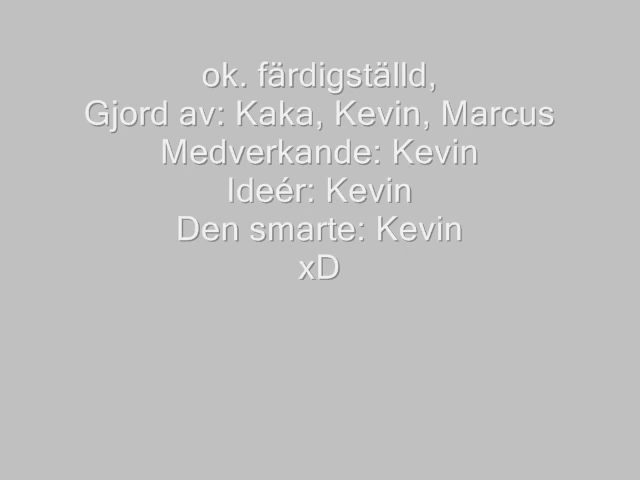 ok. färdigställd,
Gjord av: Kaka, Kevin, Marcus
Medverkande: Kevin
Ideér: Kevin
Den smarte: Kevin
xD